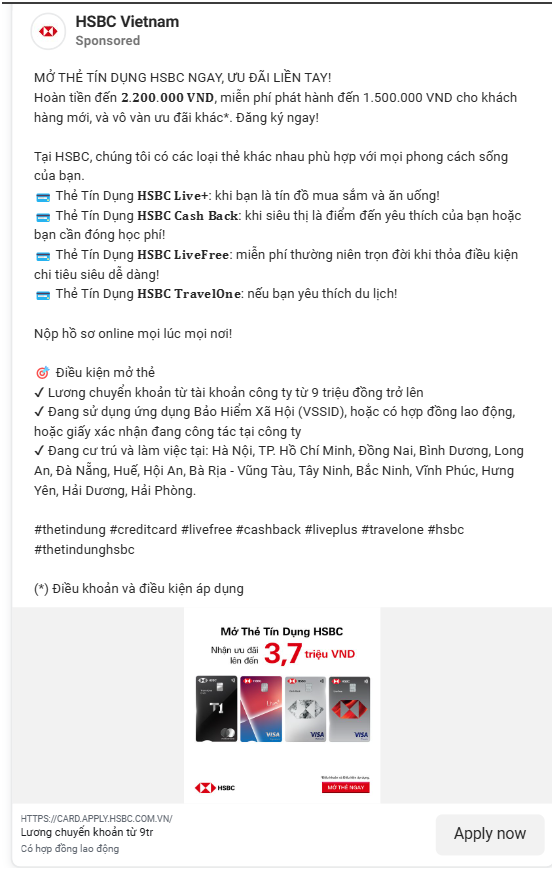 HSBC Vietnam
Sponsored
MỞ THẺ TÍN DỤNG HSBC NGAY, ƯU ĐÃI LIỀN TAY!
Hoàn tiền đến 2.200.000 VND, miễn phí phát hành đến 1.500.000 VND cho khách
hàng mới, và vô vàn ưu đãi khác*. Đăng ký ngay!
Tại HSBC, chúng tôi có các loại thẻ khác nhau phù hợp với mọi phong cách sống
của bạn.
💳 Thẻ Tín Dụng HSBC Live+: khi bạn là tín đồ mua sắm và ăn uống!
💳 Thẻ Tín Dụng HSBC Cash Back: khi siêu thị là điểm đến yêu thích của bạn hoặc
bạn cần đóng học phí!
💳 Thẻ Tín Dụng HSBC LiveFree: miễn phí thường niên trọn đời khi thỏa điều kiện
chi tiêu siêu dễ dàng!
💳 Thẻ Tín Dụng HSBC TravelOne: nếu bạn yêu thích du lịch!
Nộp hồ sơ online mọi lúc mọi nơi!
🎯 Điều kiện mở thẻ
✓ Lương chuyển khoản từ tài khoản công ty từ 9 triệu đồng trở lên
✓ Đang sử dụng ứng dụng Bảo Hiểm Xã Hội (VSSID), hoặc có hợp đồng lao động,
hoặc giấy xác nhận đang công tác tại công ty
✓ Đang cư trú và làm việc tại: Hà Nội, TP. Hồ Chí Minh, Đồng Nai, Bình Dương, Long
An, Đà Nẵng, Huế, Hội An, Bà Rịa - Vũng Tàu, Tây Ninh, Bắc Ninh, Vĩnh Phúc, Hưng
Yên, Hải Dương, Hải Phòng.
#thetindung #creditcard #livefree #cashback #liveplus #travelone #hsbc
#thetindunghsbc
(*) Điều khoản và điều kiện áp dụng
Mở Thẻ Tín Dụng HSBC
Nhận ưu đãi
lên đến 3,7 triệu VND
HSBC
VISA
VISA
VISA
HSBC
MỞ THẺ NGAY
HTTPS://CARD.APPLY.HSBC.COM.VN/
Lương chuyển khoản từ 9tr
Có hợp đồng lao động
Apply now